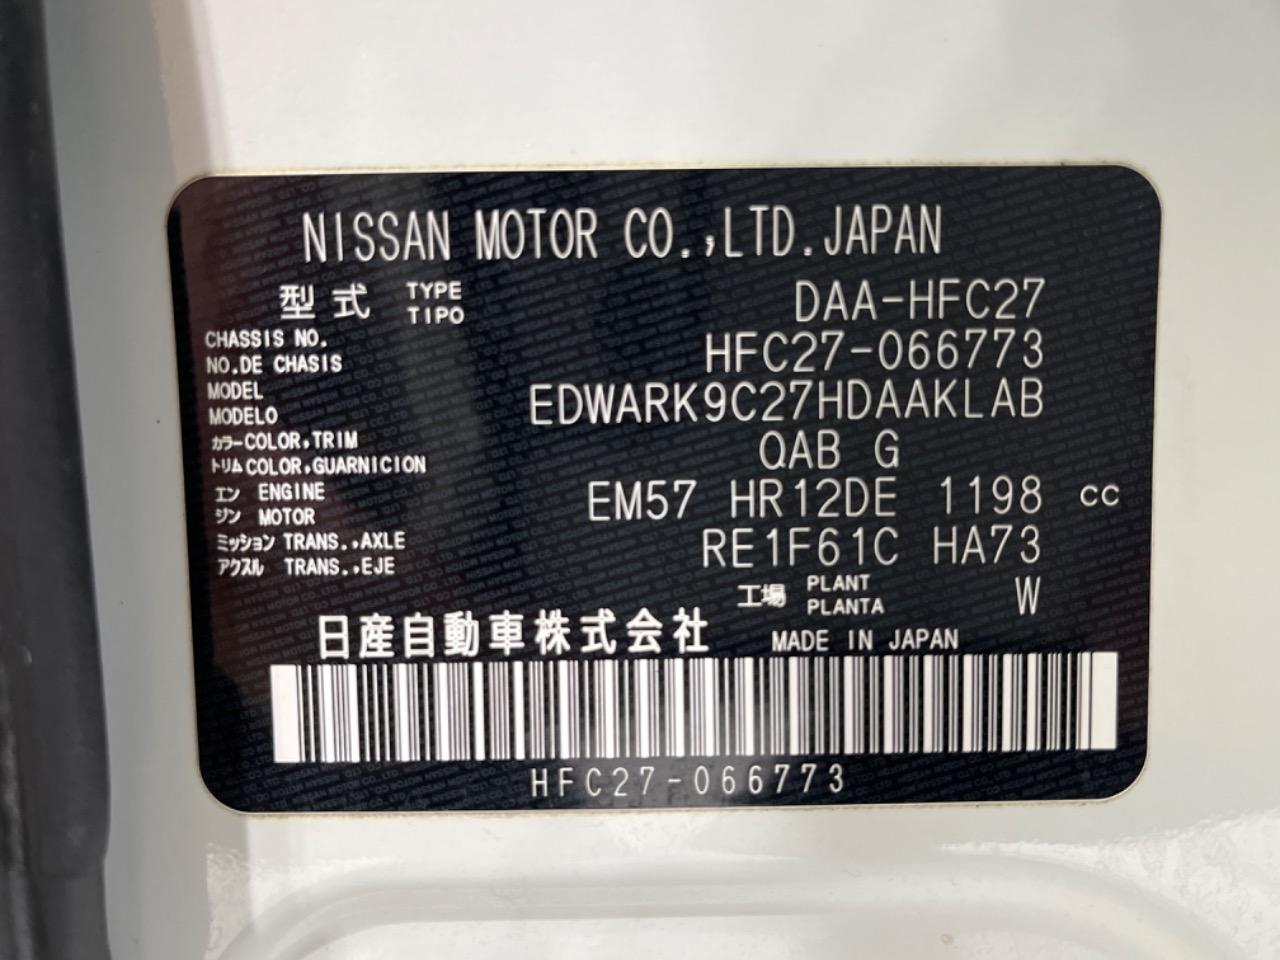 NISSAN MOTOR CO.,LTD.JAPAN
型式 TYPE TIPO DAA-HFC27
CHASSIS NO.
NO.DE CHASIS HFC27-066773
MODEL
MODELO EDWARK9C27HDAAKLAB
カラー COLOR,TRIM
トリム COLOR,GUARNICION QAB G
エン ENGINE
ジン MOTOR EM57 HR12DE 1198 cc
ミッション TRANS.,AXLE
アクスル TRANS.,EJE RE1F61C HA73
工場 PLANT PLANTA W
日産自動車株式会社 MADE IN JAPAN
HFC27-066773